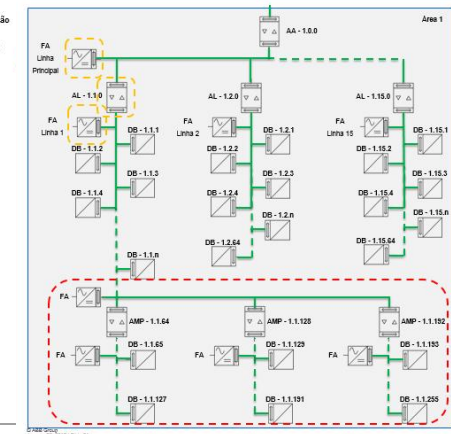 ão
Área 1
AA - 1.0.0
FA
Linha
Principal
AL - 1.1.0
AL - 1.2.0
AL - 1.15.0
FA
Linha 1
FA
Linha 2
FA
Linha 15
DB - 1.1.1
DB - 1.2.1
DB - 1.15.1
DB - 1.1.2
DB - 1.2.2
DB - 1.15.2
DB - 1.1.3
DB - 1.2.3
DB - 1.15.3
DB - 1.1.4
DB - 1.2.4
DB - 1.15.4
DB - 1.2.n
DB - 1.15.n
DB - 1.2.64
DB - 1.15.64
DB - 1.1.n
FA
AMP - 1.1.64
AMP - 1.1.128
AMP - 1.1.192
FA
DB - 1.1.65
FA
DB - 1.1.129
FA
DB - 1.1.193
DB - 1.1.127
DB - 1.1.191
DB - 1.1.255
© ABB Group